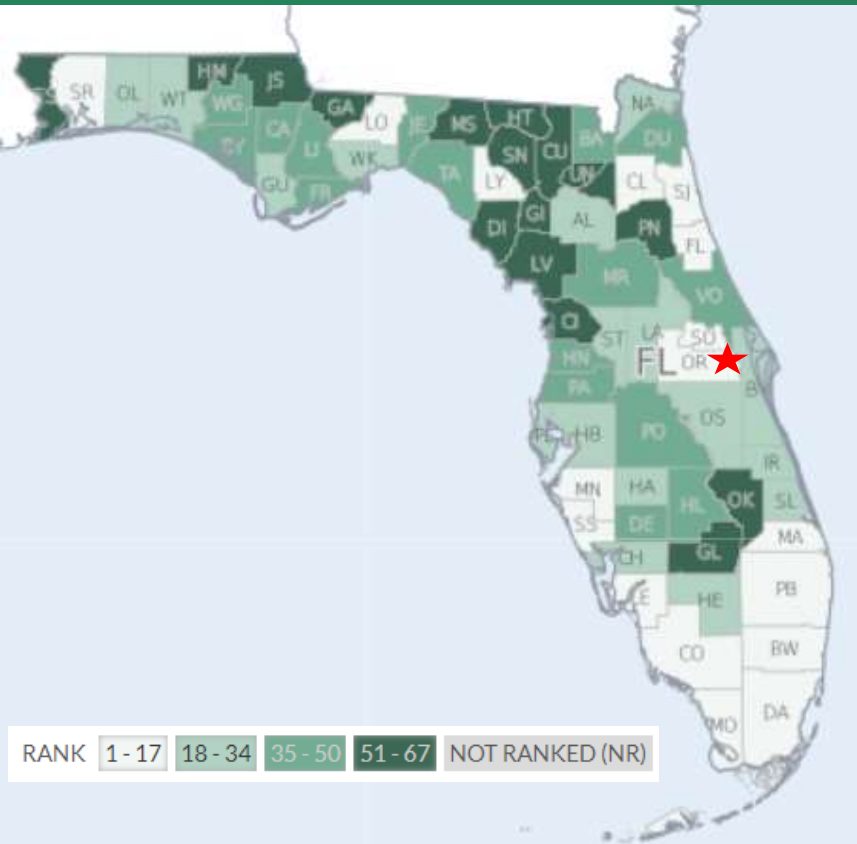 SR OL WT HM JS
WG GA LO JE MS HT NA
CA BA DU
LI WK SN CU
TA LY UN CL SJ
GU FR
DI GI AL PN FL
LV MR VO
CI ST LA SO
FL OR
HN
PA B
OS
HB PO
IR
MN HA OK SL
HL
SS DE MA
CH GL
PB
HE
CO BW
MO DA
RANK 1 - 17 18 - 34 35 - 50 51 - 67 NOT RANKED (NR)